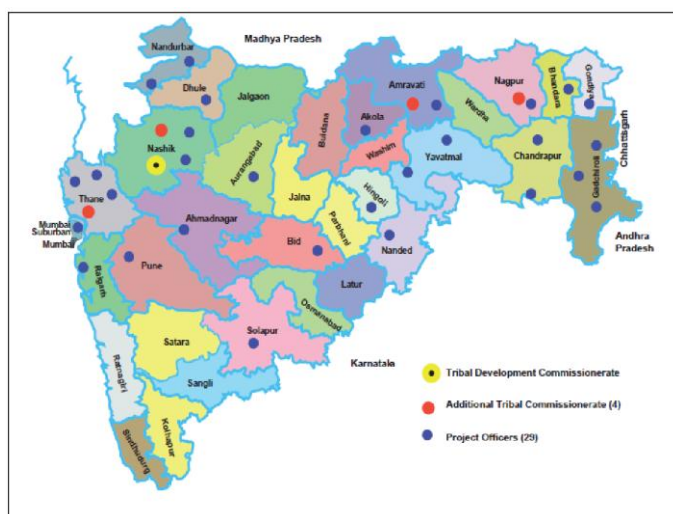 Madhya Pradesh
Nandurbar
Dhule
Jalgaon
Buldana
Akola
Amravati
Wardha
Nagpur
Bhandara
Gondiya
Chhattisgarh
Nashik
Aurangabad
Jalna
Washim
Yavatmal
Chandrapur
Gadchiroli
Thane
Ahmadnagar
Parbhani
Hingoli
Nanded
Andhra
Pradesh
Mumbai
Suburban
Mumbai
Raigarh
Pune
Bid
Latur
Osmanabad
Solapur
Satara
Ratnagiri
Sangli
Kolhapur
Sindhudurg
Karnatale
Tribal Development Commissionerate
Additional Tribal Commissionerate (4)
Project Officers (29)